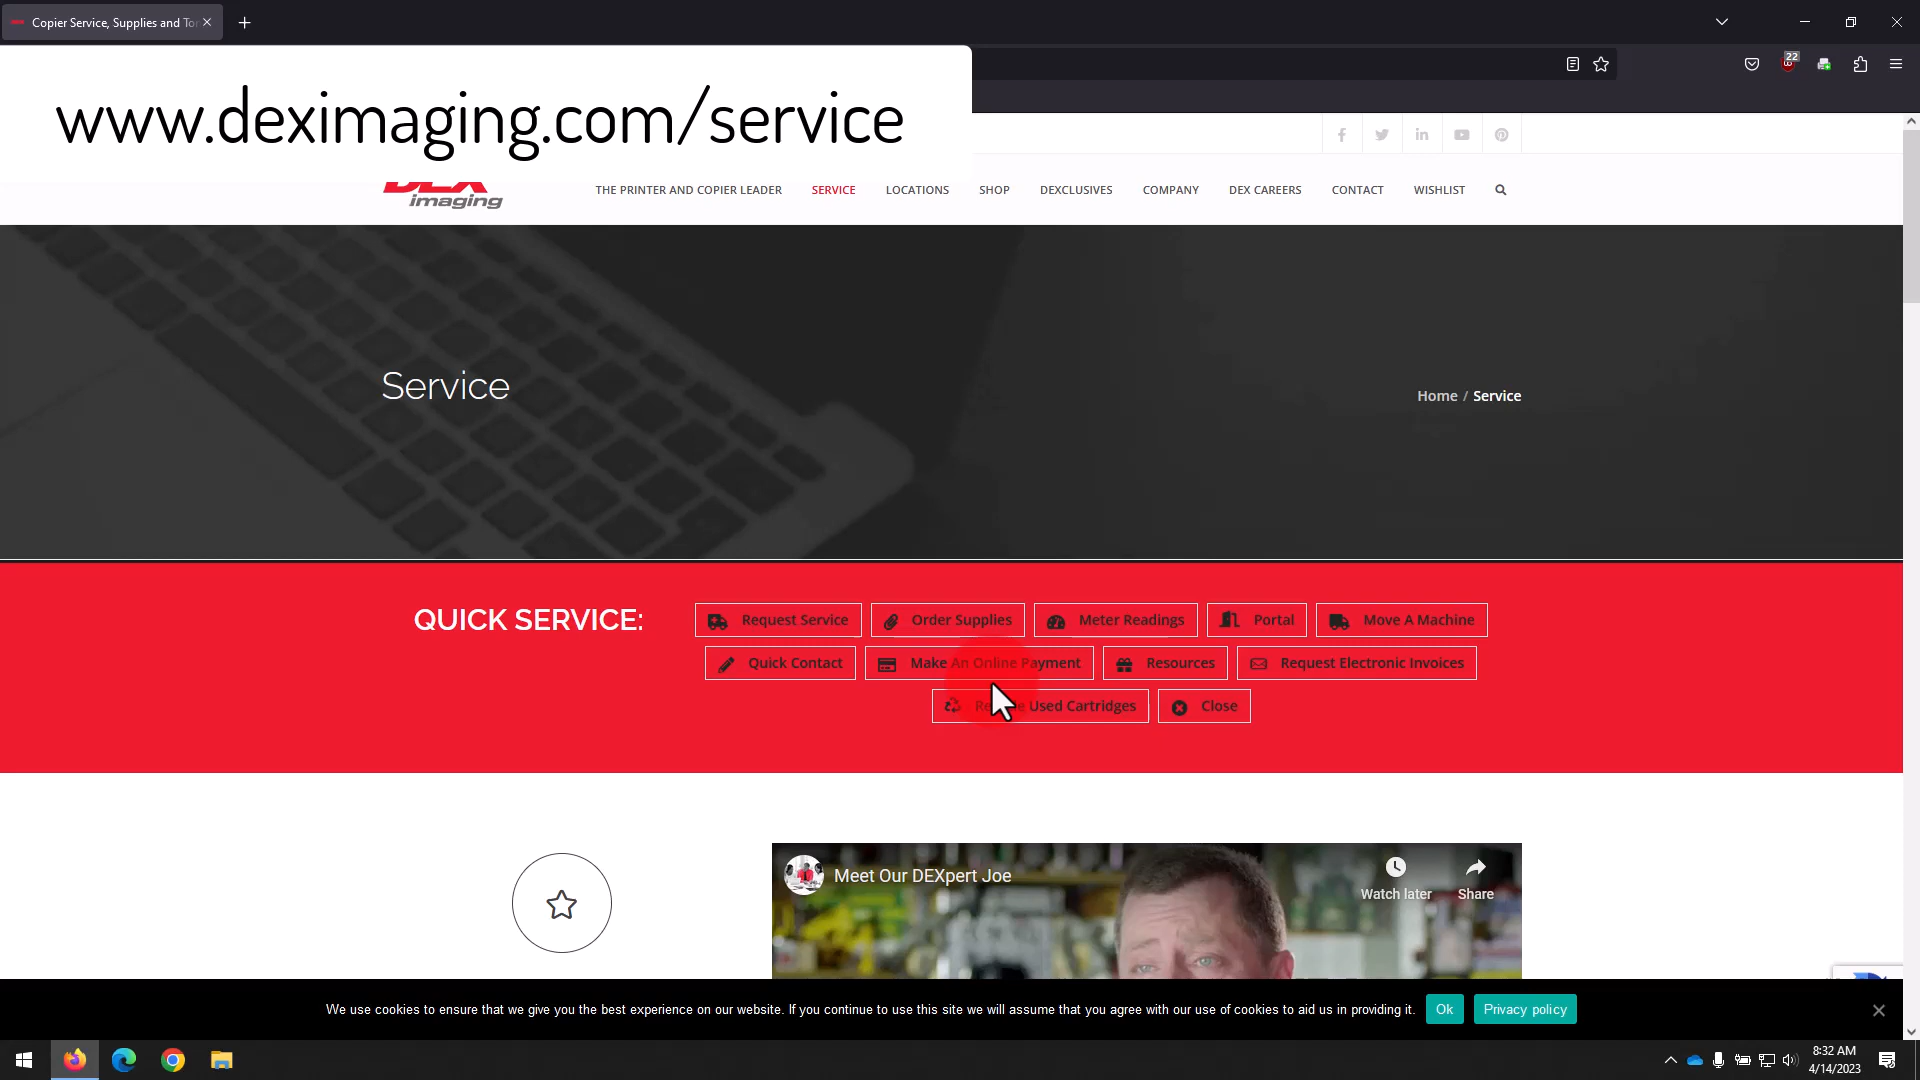 Copier Service, Supplies and To
22
www.deximaging.com/service
imaging
THE PRINTER AND COPIER LEADER SERVICE LOCATIONS SHOP DEXCLUSIVES COMPANY DEX CAREERS CONTACT WISHLIST
Service
Home / Service
QUICK SERVICE:
Request Service Order Supplies Meter Readings Portal Move A Machine
Quick Contact Make An Online Payment Resources Request Electronic Invoices
Used Cartridges Close
Meet Our DEXpert Joe
Watch later Share
We use cookies to ensure that we give you the best experience on our website. If you continue to use this site we will assume that you agree with our use of cookies to aid us in providing it. Ok Privacy policy
8:32 AM
4/14/2023